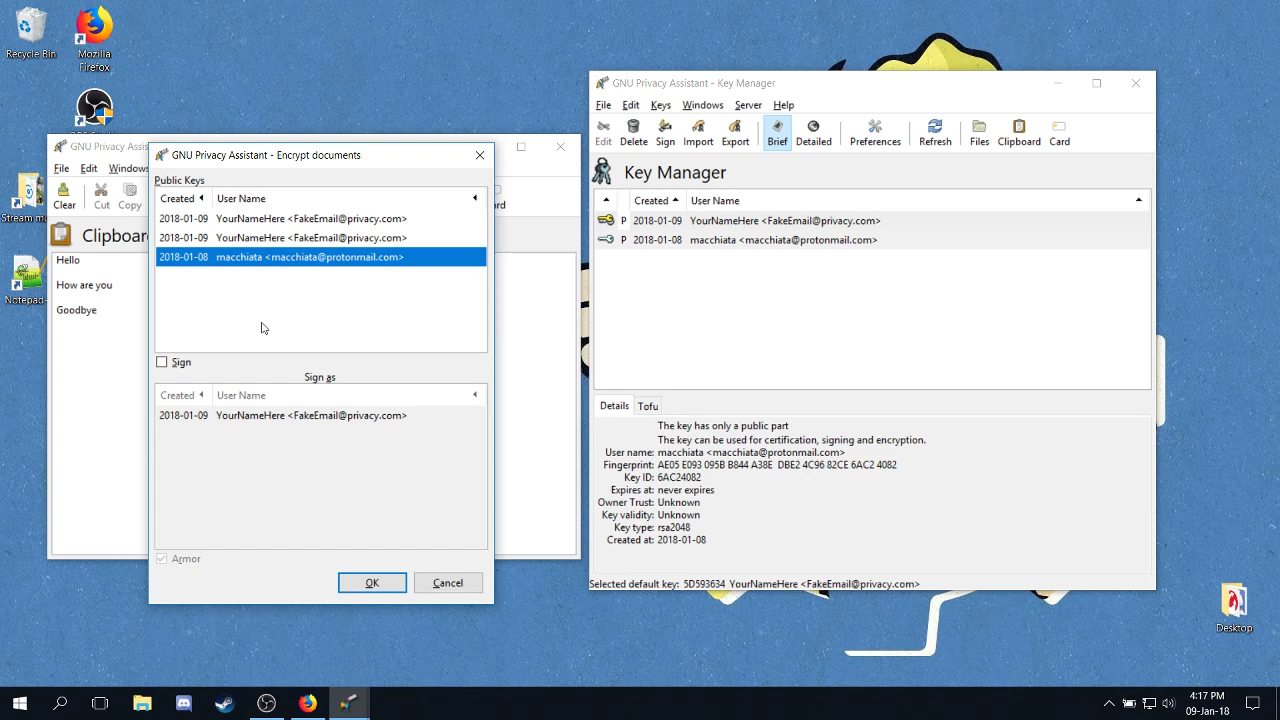 Recycle Bin
Mozilla
Firefox
GNU Privacy Assistant - Key Manager
File Edit Keys Windows Server Help
Edit Delete Sign Import Export Brief Detailed Preferences Refresh Files Clipboard Card
Key Manager
Created User Name
P 2018-01-09 YourNameHere <FakeEmail@privacy.com>
P 2018-01-08 macchiata <macchiata@protonmail.com>
Details Tofu
The key has only a public part
The key can be used for certification, signing and encryption.
User name: macchiata <macchiata@protonmail.com>
Fingerprint: AE05 E093 095B B844 A38E DBE2 4C96 82CE 6AC2 4082
Key ID: 6AC24082
Expires at: never expires
Owner Trust: Unknown
Key validity: Unknown
Key type: rsa2048
Created at: 2018-01-08
Selected default key: 5D593634 YourNameHere <FakeEmail@privacy.com>
GNU Privacy Ass
File Edit Windows
Clear Cut Copy
Clipboar
Hello
How are you
Goodbye
GNU Privacy Assistant - Encrypt documents
Public Keys
Created User Name
2018-01-09 YourNameHere <FakeEmail@privacy.com>
2018-01-09 YourNameHere <FakeEmail@privacy.com>
2018-01-08 macchiata <macchiata@protonmail.com>
Sign
Sign as
Created User Name
2018-01-09 YourNameHere <FakeEmail@privacy.com>
Armor
OK Cancel
Stream m
Notepad
Desktop
4:17 PM
09-Jan-18